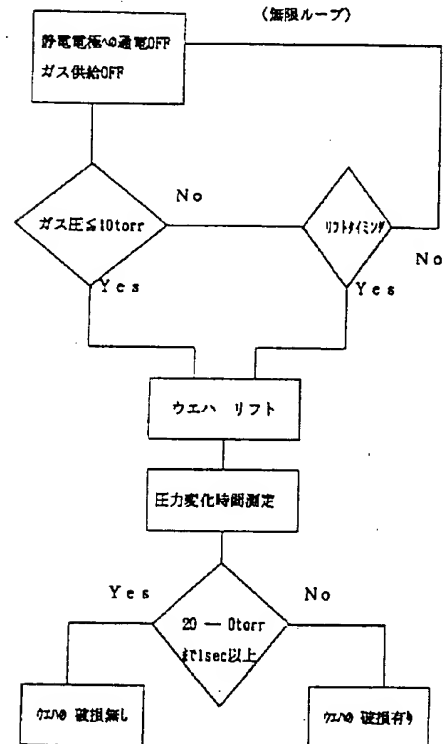 (無限ループ)
静電電極への通電OFF
ガス供給OFF
No
ガス圧≦10torr
リフトタイミング
No
Yes
Yes
ウエハ リフト
圧力変化時間測定
Yes
No
20 — 0torr
まで1sec以上
ウエハの 破損無し
ウエハの 破損有り